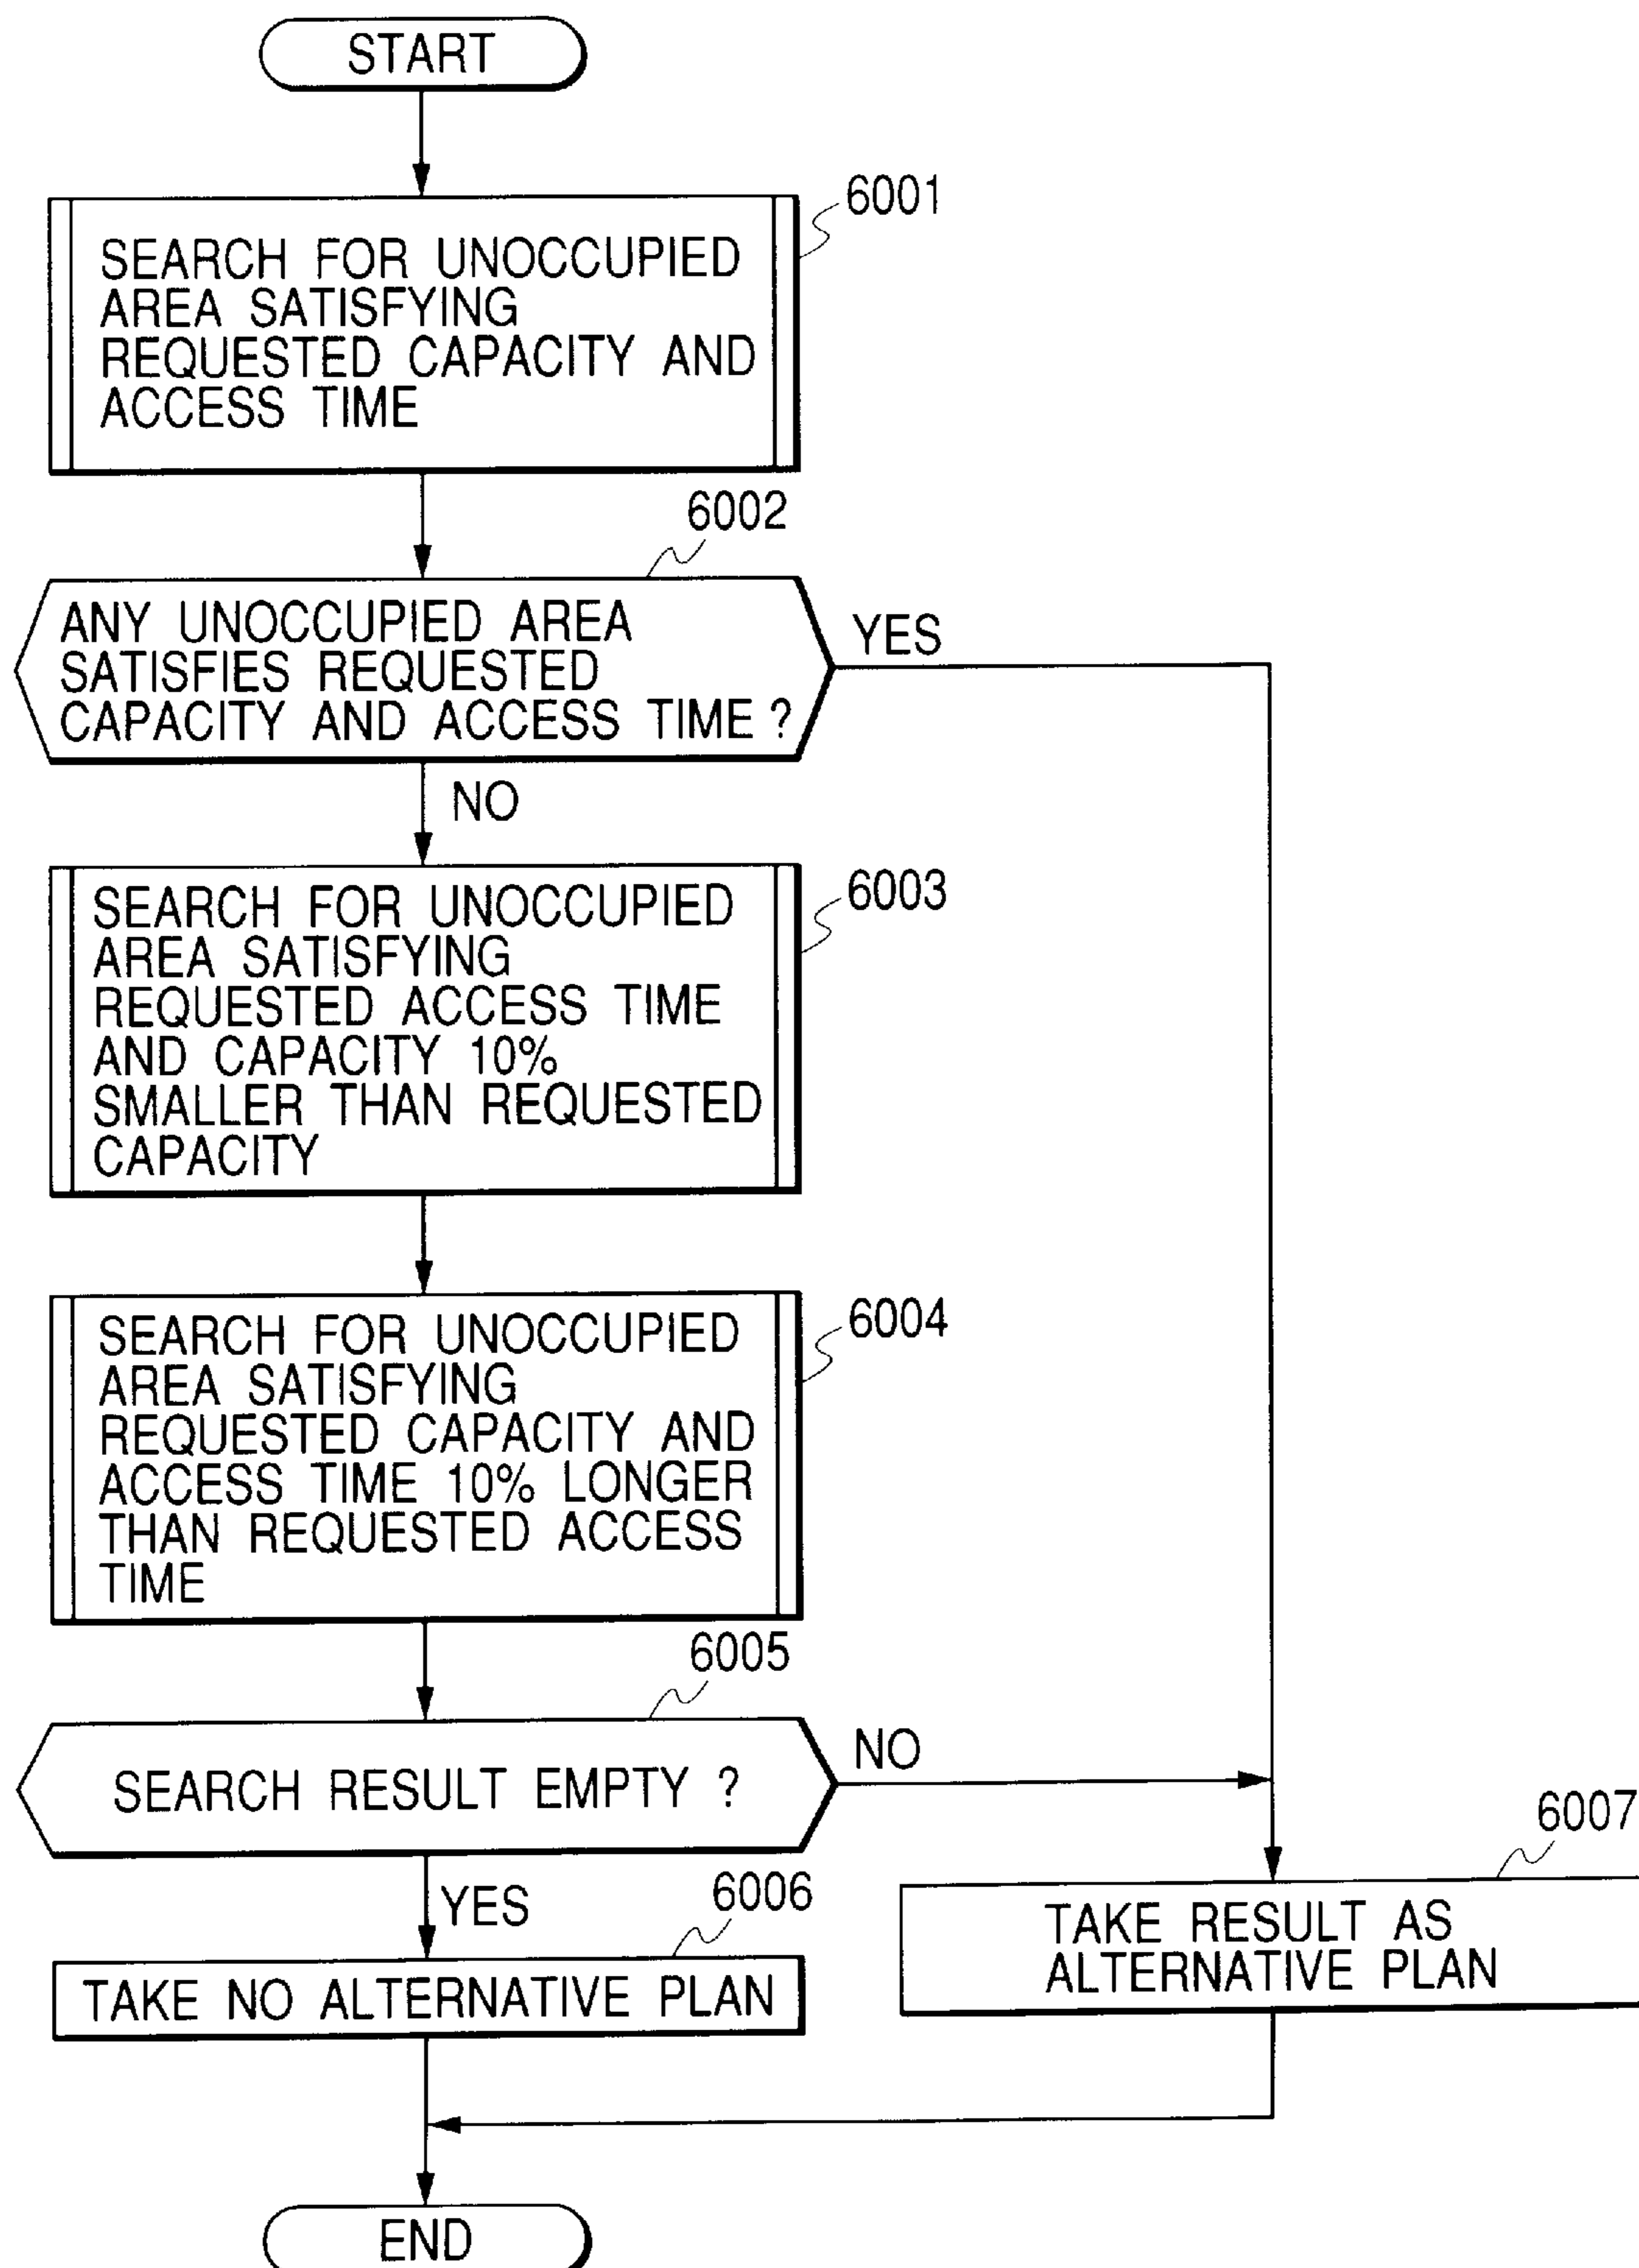 START
6001
SEARCH FOR UNOCCUPIED
AREA SATISFYING
REQUESTED CAPACITY AND
ACCESS TIME
6002
ANY UNOCCUPIED AREA
SATISFIES REQUESTED
CAPACITY AND ACCESS TIME ?
YES
NO
6003
SEARCH FOR UNOCCUPIED
AREA SATISFYING
REQUESTED ACCESS TIME
AND CAPACITY 10%
SMALLER THAN REQUESTED
CAPACITY
6004
SEARCH FOR UNOCCUPIED
AREA SATISFYING
REQUESTED CAPACITY AND
ACCESS TIME 10% LONGER
THAN REQUESTED ACCESS
TIME
6005
SEARCH RESULT EMPTY ?
NO
YES
6006
TAKE NO ALTERNATIVE PLAN
6007
TAKE RESULT AS
ALTERNATIVE PLAN
END